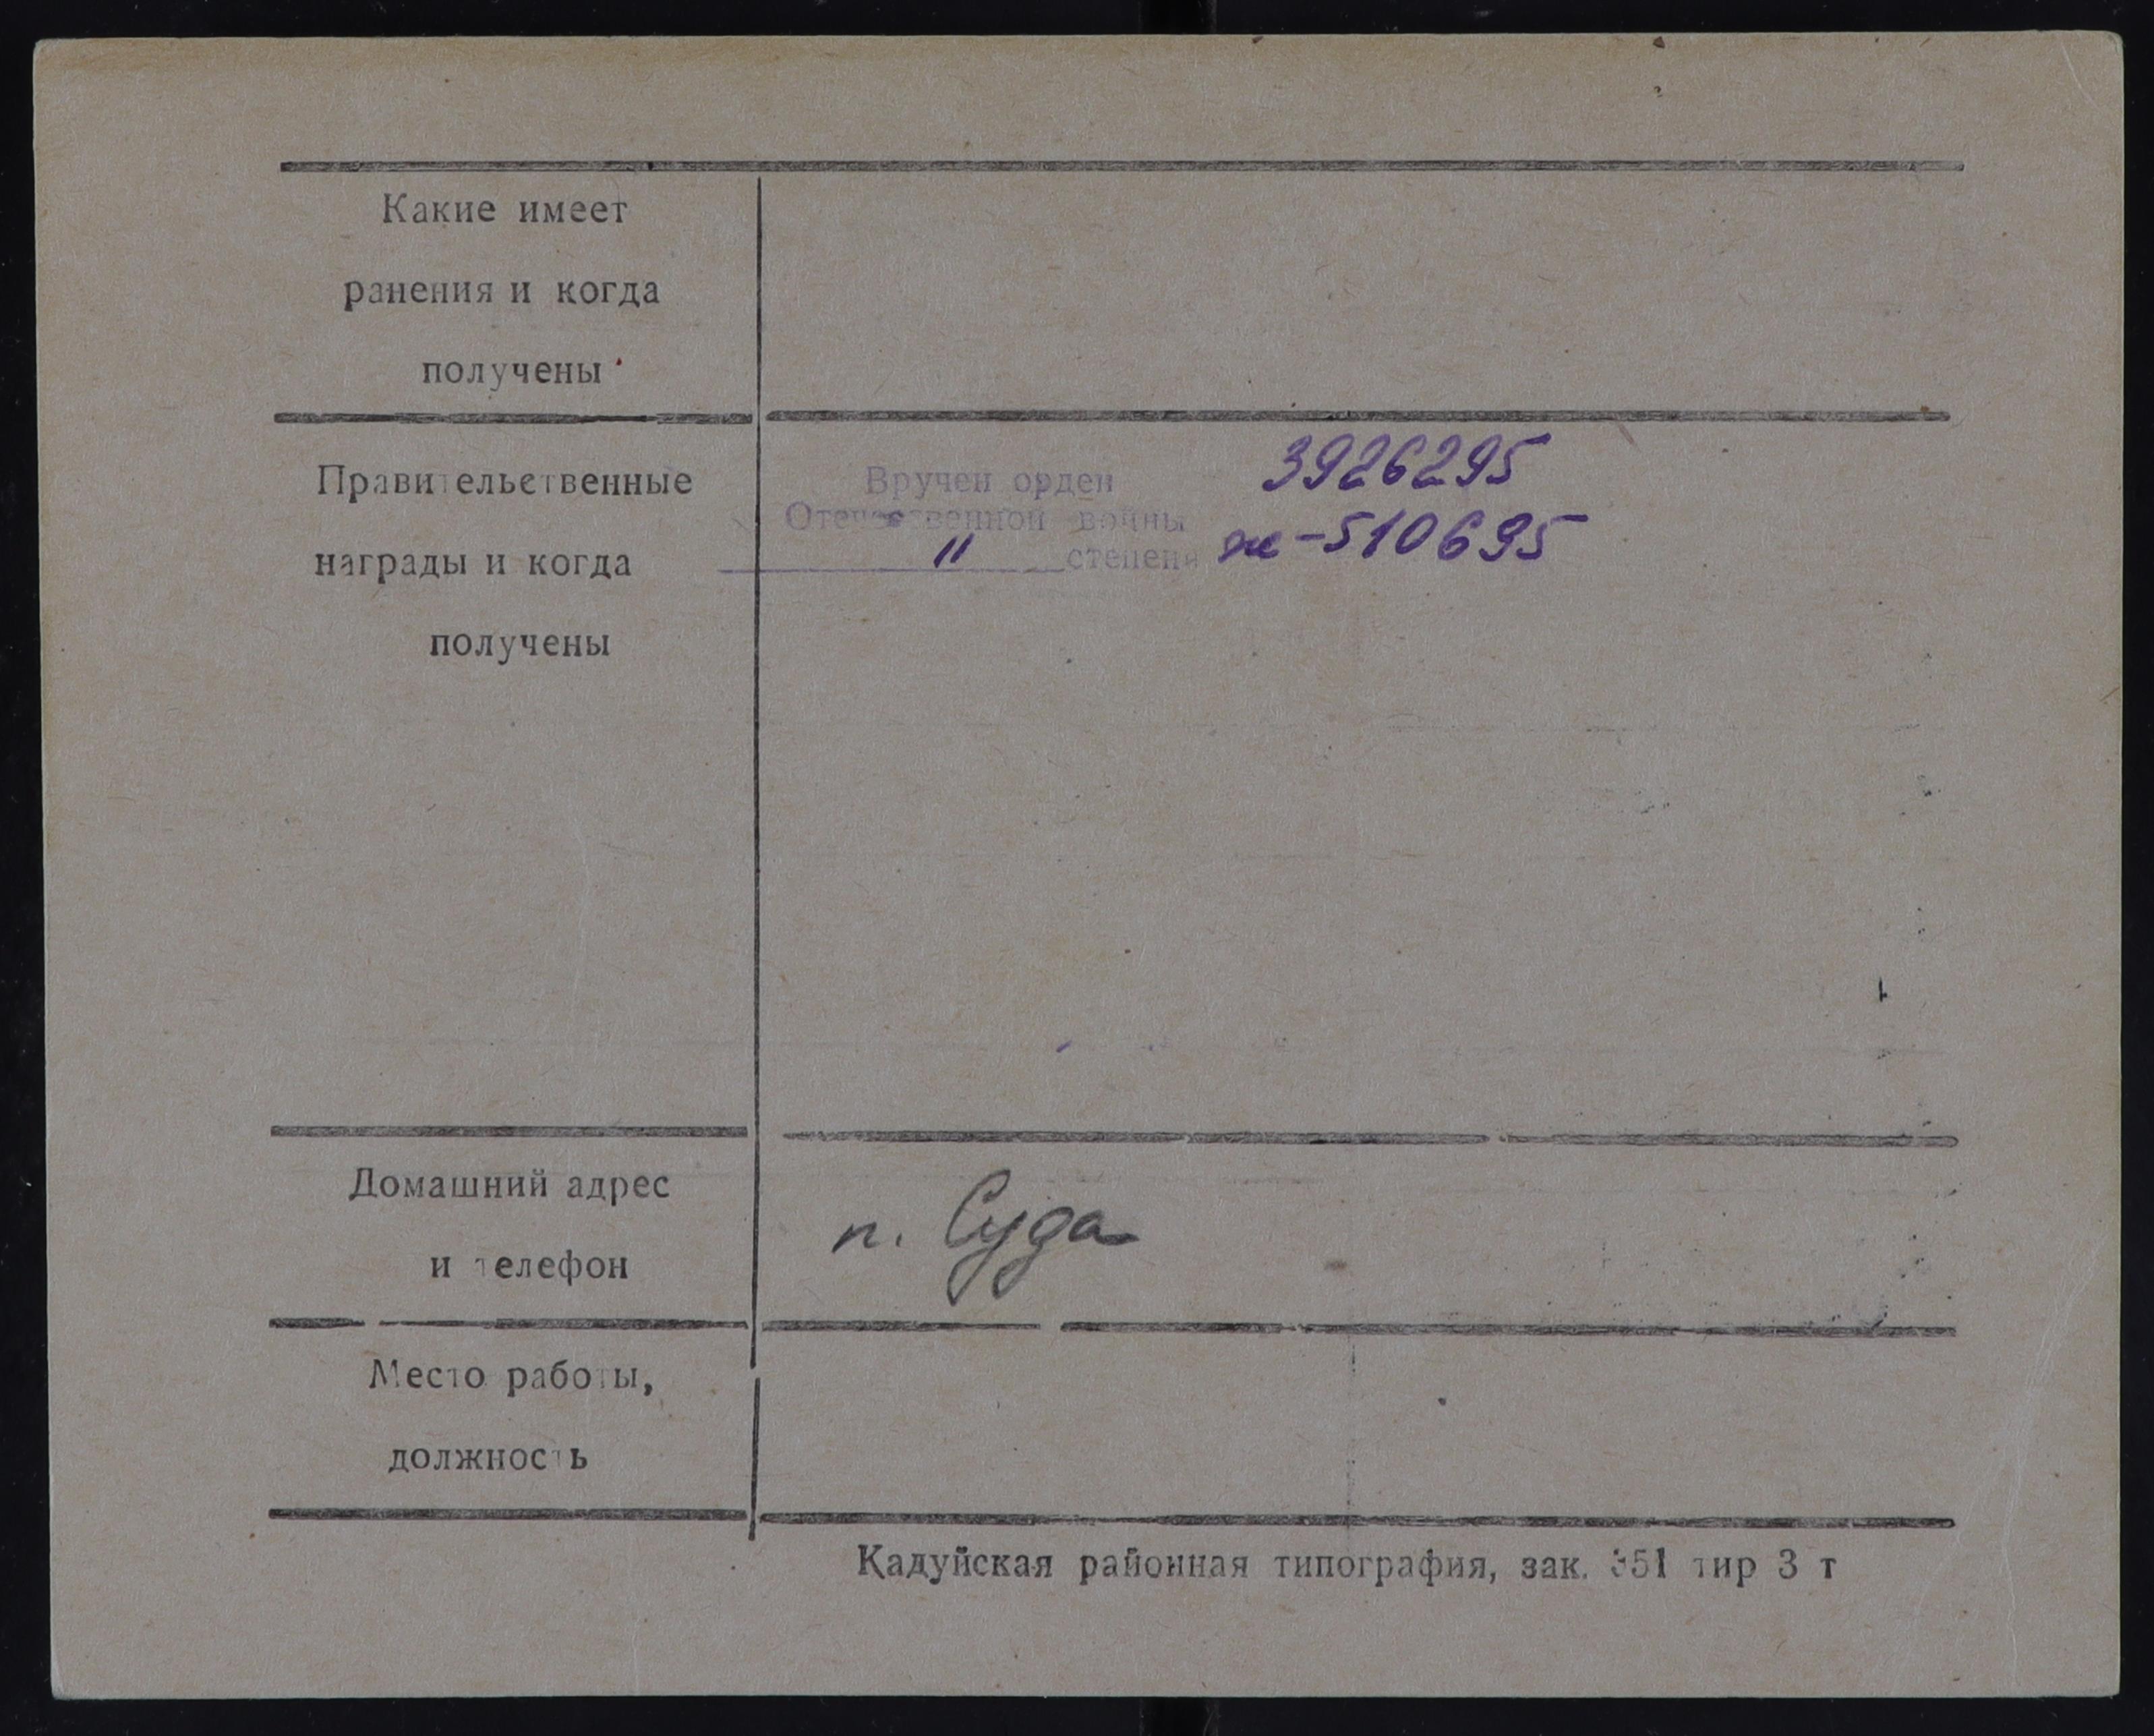 Какие имеет
ранения и когда
получены
Правительственные
награды и когда
получены
Вручен орден
Отечественной войны
II степени
3926295
ж-510695
Домашний адрес
и телефон
п. Суда
Место работы,
должность
Кадуйская районная типография, зак. 351 тир 3 т